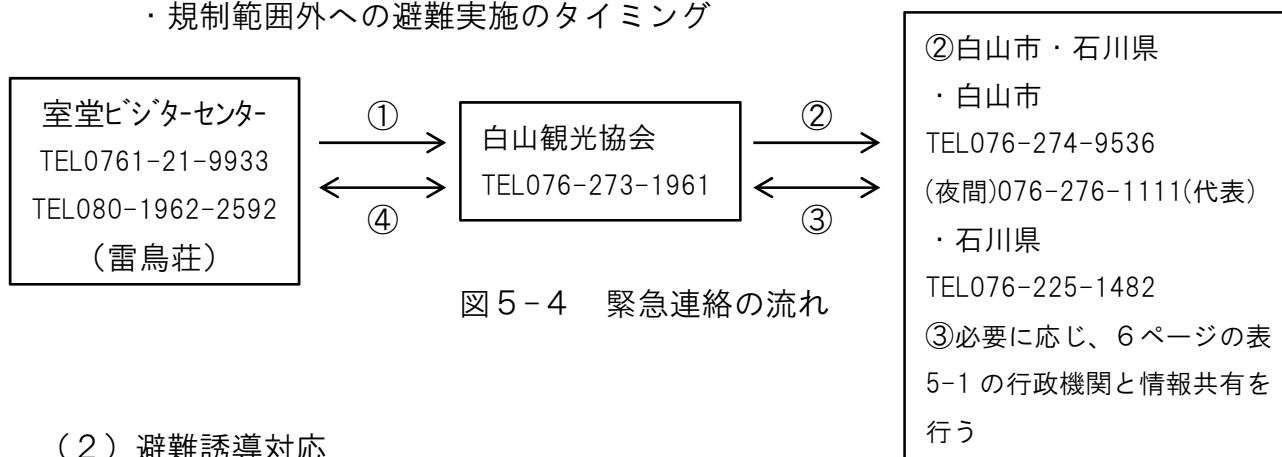 ・規制範囲外への避難実施のタイミング
室堂ﾋﾞｼﾞﾀｰｾﾝﾀｰ
TEL0761-21-9933
TEL080-1962-2592
（雷鳥荘）
①
④
白山観光協会
TEL076-273-1961
②
③
②白山市・石川県
・白山市
TEL076-274-9536
(夜間)076-276-1111(代表)
・石川県
TEL076-225-1482
③必要に応じ、６ページの表
5-1 の行政機関と情報共有を
行う
図５-４　緊急連絡の流れ
（２）避難誘導対応